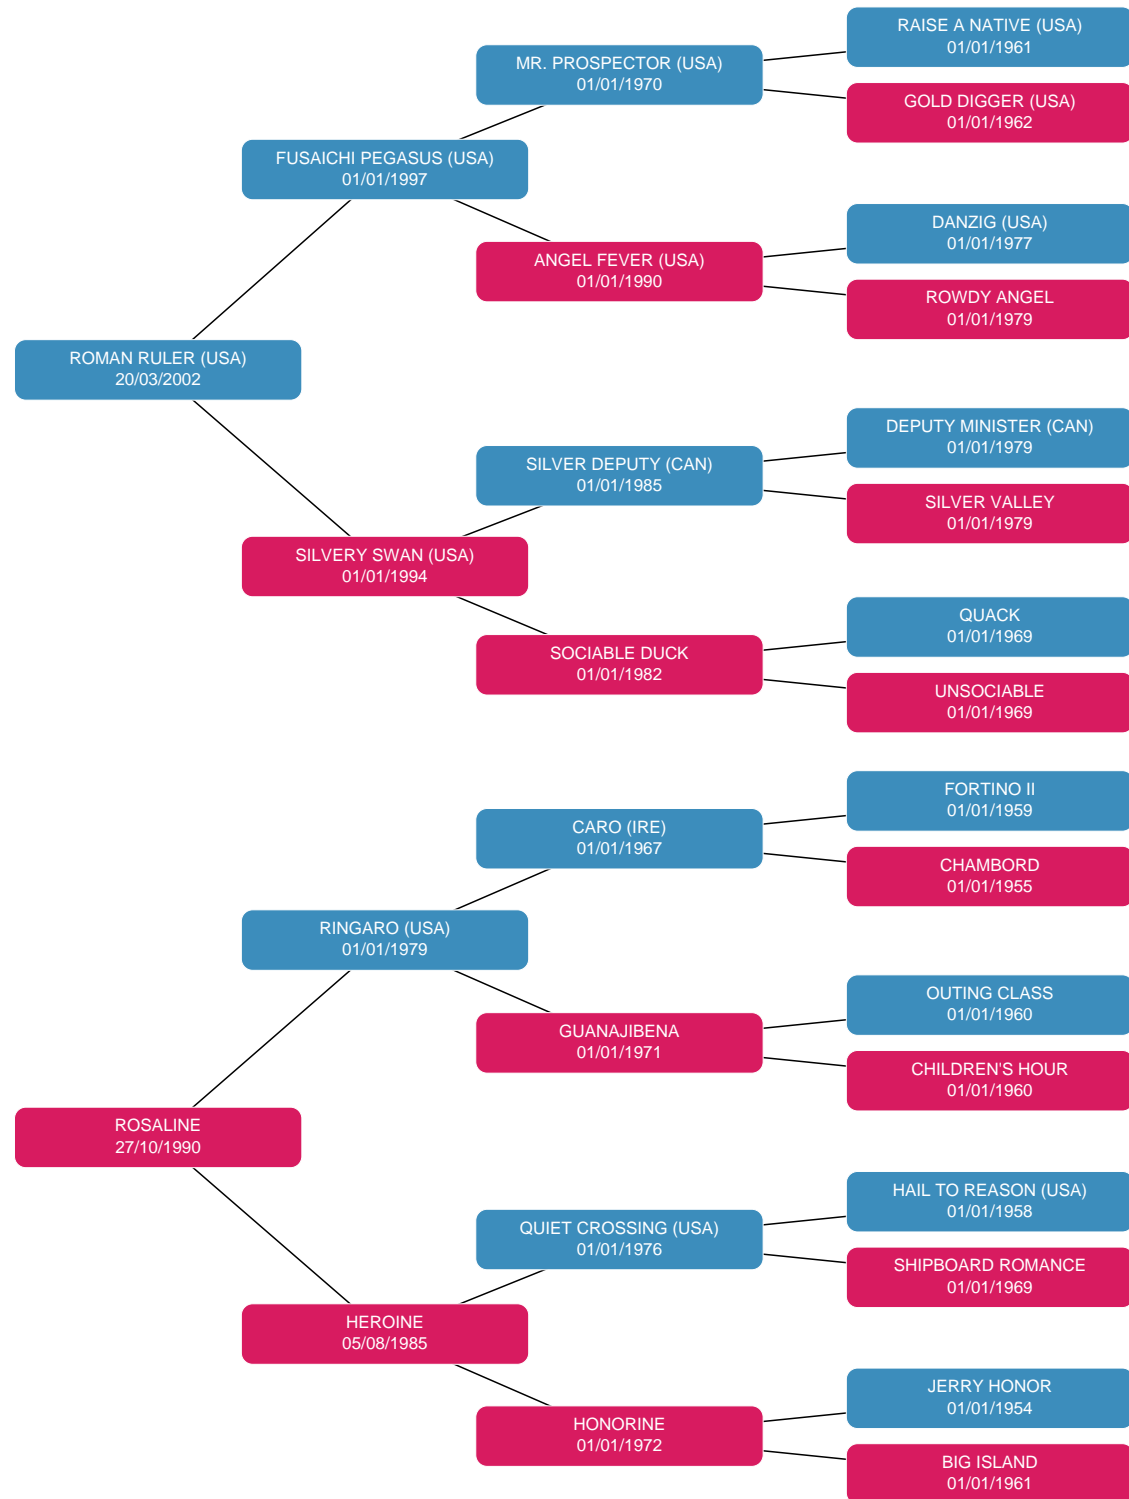 RAISE A NATIVE (USA)
01/01/1961
MR. PROSPECTOR (USA)
01/01/1970
GOLD DIGGER (USA)
01/01/1962
FUSAICHI PEGASUS (USA)
01/01/1997
DANZIG (USA)
01/01/1977
ANGEL FEVER (USA)
01/01/1990
ROWDY ANGEL
01/01/1979
ROMAN RULER (USA)
20/03/2002
DEPUTY MINISTER (CAN)
01/01/1979
SILVER DEPUTY (CAN)
01/01/1985
SILVER VALLEY
01/01/1979
SILVERY SWAN (USA)
01/01/1994
QUACK
01/01/1969
SOCIABLE DUCK
01/01/1982
UNSOCIABLE
01/01/1969
FORTINO II
01/01/1959
CARO (IRE)
01/01/1967
CHAMBORD
01/01/1955
RINGARO (USA)
01/01/1979
OUTING CLASS
01/01/1960
GUANAJIBENA
01/01/1971
CHILDREN'S HOUR
01/01/1960
ROSALINE
27/10/1990
HAIL TO REASON (USA)
01/01/1958
QUIET CROSSING (USA)
01/01/1976
SHIPBOARD ROMANCE
01/01/1969
HEROINE
05/08/1985
JERRY HONOR
01/01/1954
HONORINE
01/01/1972
BIG ISLAND
01/01/1961